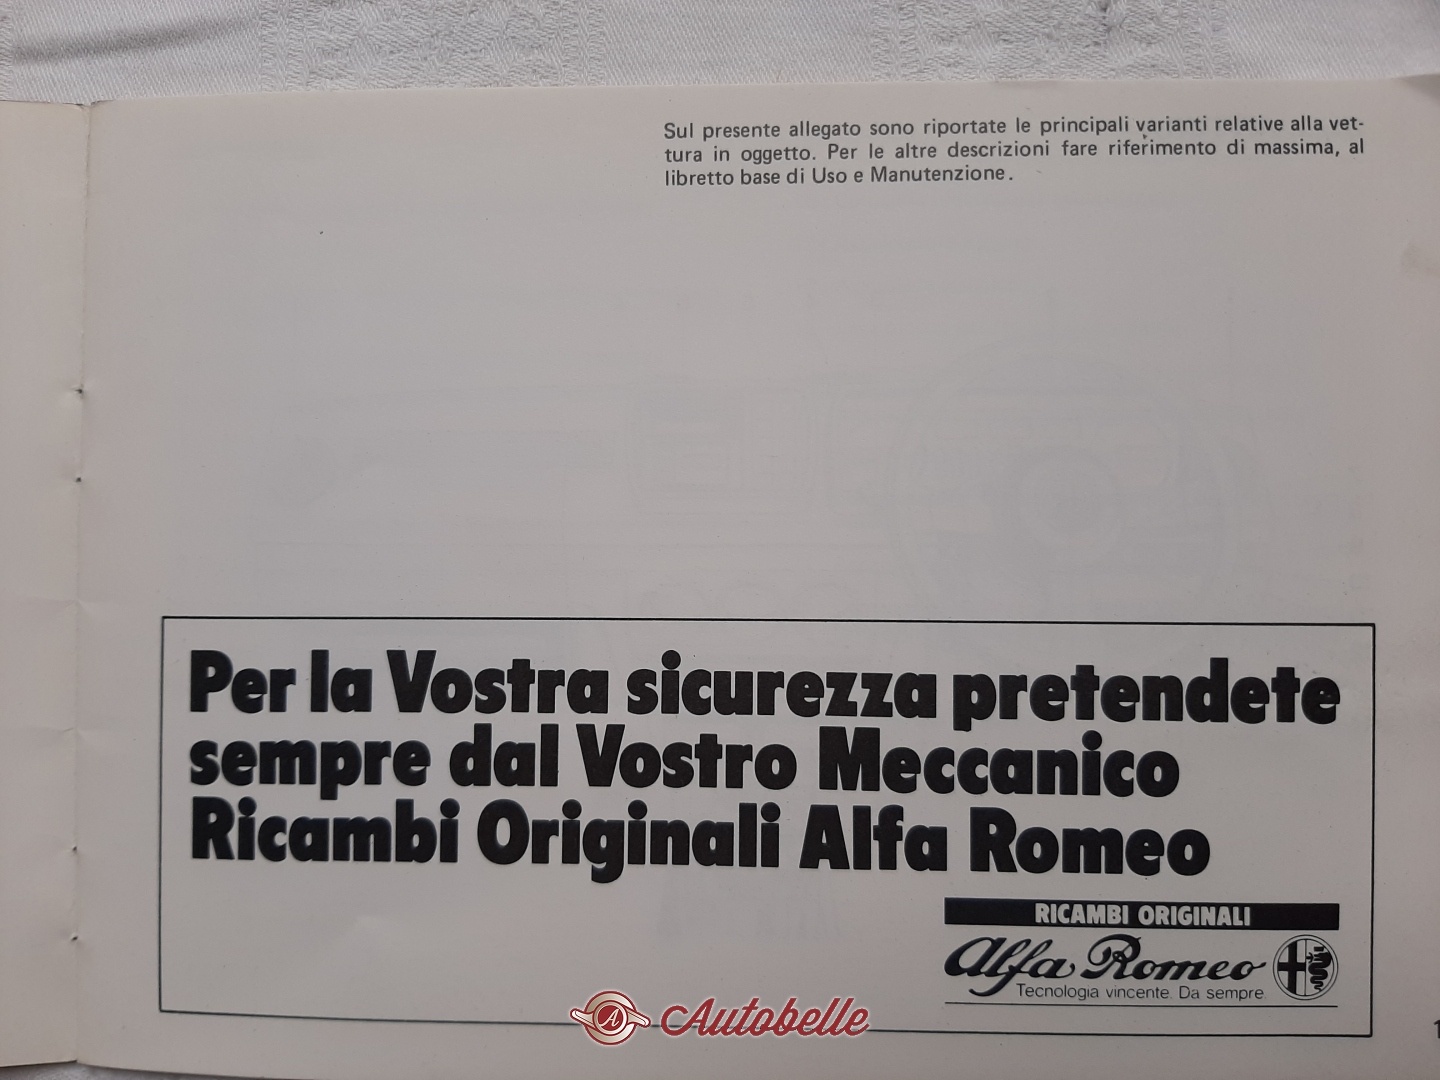 Sul presente allegato sono riportate le principali varianti relative alla vet-
tura in oggetto. Per le altre descrizioni fare riferimento di massima, al
libretto base di Uso e Manutenzione.
Per la Vostra sicurezza pretendete
sempre dal Vostro Meccanico
Ricambi Originali Alfa Romeo
RICAMBI ORIGINALI
Alfa Romeo
Tecnologia vincente. Da sempre
A Autobelle
1